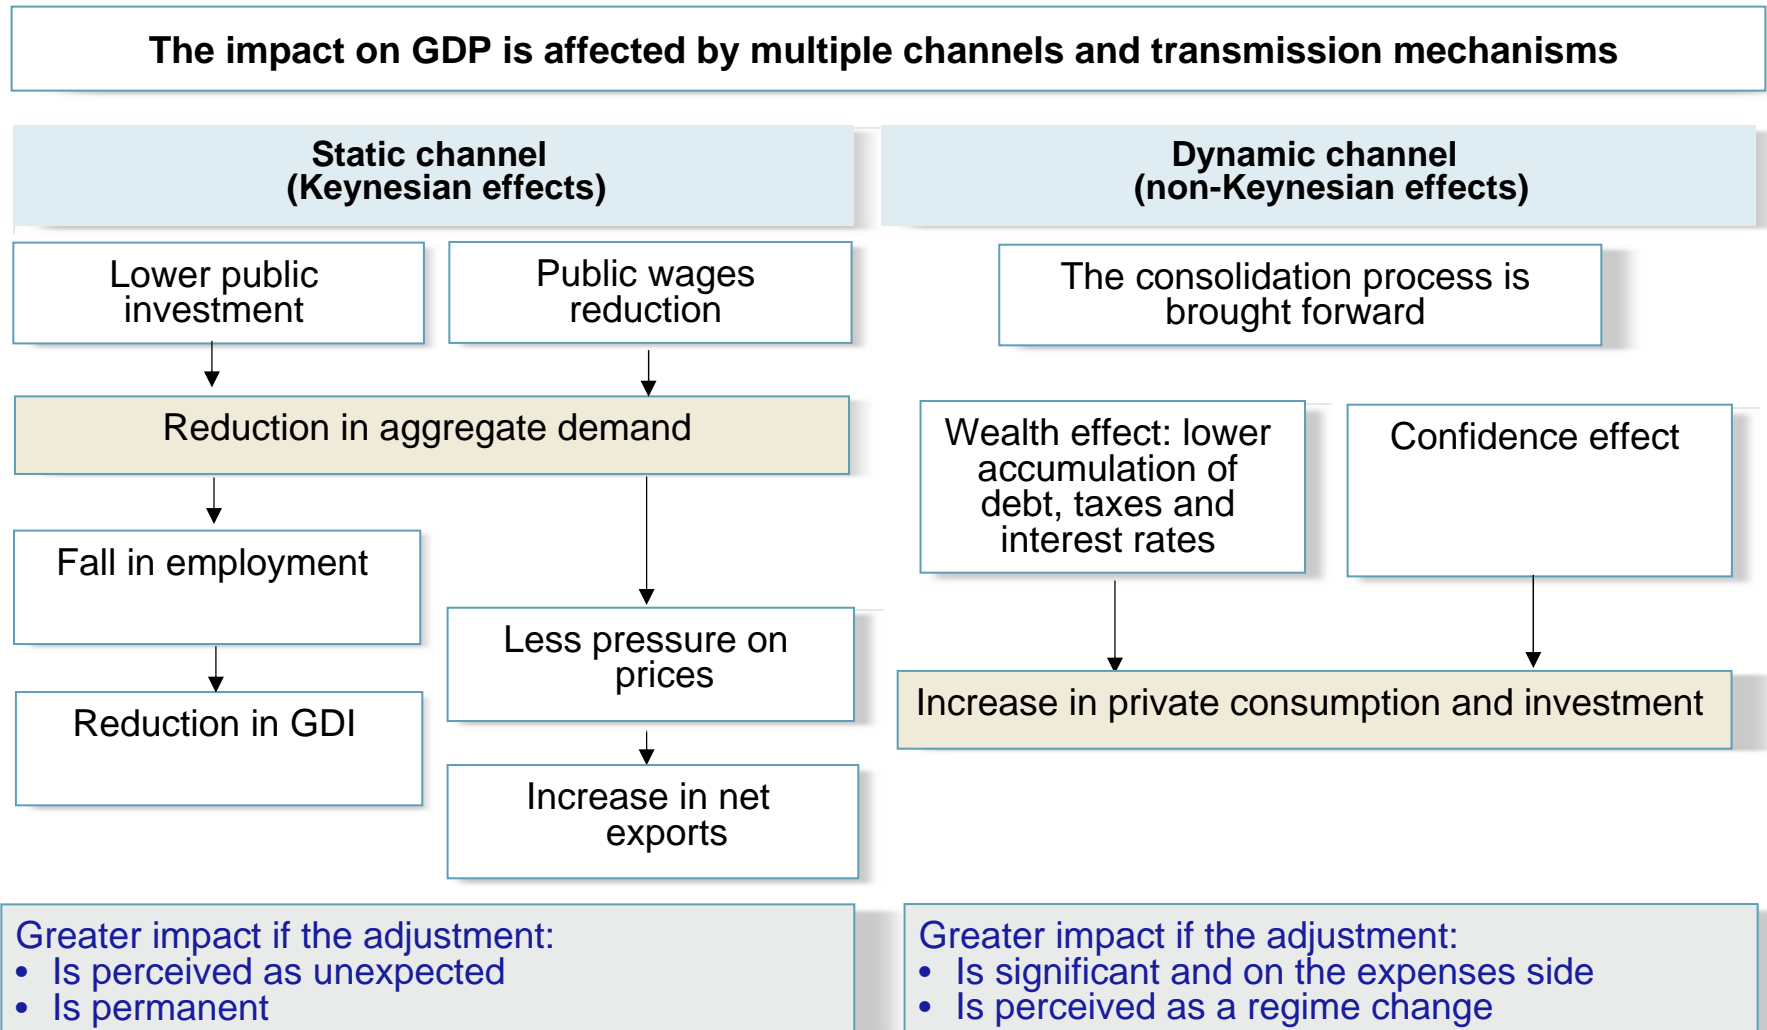 The impact on GDP is affected by multiple channels and transmission mechanisms
Static channel
(Keynesian effects)
Dynamic channel
(non-Keynesian effects)
Lower public
investment
Public wages
reduction
The consolidation process is
brought forward
Reduction in aggregate demand
Wealth effect: lower
accumulation of
debt, taxes and
interest rates
Confidence effect
Fall in employment
Less pressure on
prices
Reduction in GDI
Increase in private consumption and investment
Increase in net
exports
Greater impact if the adjustment:
• Is perceived as unexpected
• Is permanent
Greater impact if the adjustment:
• Is significant and on the expenses side
• Is perceived as a regime change